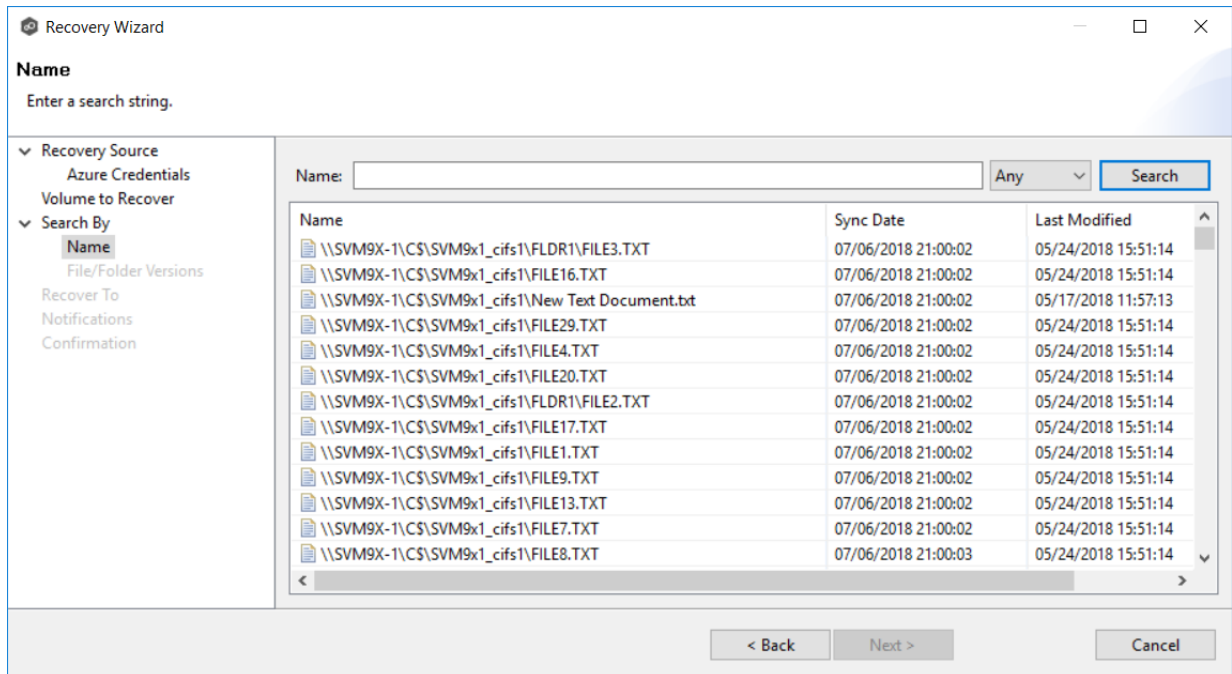 Recovery Wizard
Name
Enter a search string.
Recovery Source
Azure Credentials
Volume to Recover
Search By
Name
File/Folder Versions
Recover To
Notifications
Confirmation
Name: Any Search
Name Sync Date Last Modified
\\SVM9X-1\C$\SVM9x1_cifs1\FLDR1\FILE3.TXT 07/06/2018 21:00:02 05/24/2018 15:51:14
\\SVM9X-1\C$\SVM9x1_cifs1\FILE16.TXT 07/06/2018 21:00:02 05/24/2018 15:51:14
\\SVM9X-1\C$\SVM9x1_cifs1\New Text Document.txt 07/06/2018 21:00:02 05/17/2018 11:57:13
\\SVM9X-1\C$\SVM9x1_cifs1\FILE29.TXT 07/06/2018 21:00:02 05/24/2018 15:51:14
\\SVM9X-1\C$\SVM9x1_cifs1\FILE4.TXT 07/06/2018 21:00:02 05/24/2018 15:51:14
\\SVM9X-1\C$\SVM9x1_cifs1\FILE20.TXT 07/06/2018 21:00:02 05/24/2018 15:51:14
\\SVM9X-1\C$\SVM9x1_cifs1\FLDR1\FILE2.TXT 07/06/2018 21:00:02 05/24/2018 15:51:14
\\SVM9X-1\C$\SVM9x1_cifs1\FILE17.TXT 07/06/2018 21:00:02 05/24/2018 15:51:14
\\SVM9X-1\C$\SVM9x1_cifs1\FILE1.TXT 07/06/2018 21:00:02 05/24/2018 15:51:14
\\SVM9X-1\C$\SVM9x1_cifs1\FILE9.TXT 07/06/2018 21:00:02 05/24/2018 15:51:14
\\SVM9X-1\C$\SVM9x1_cifs1\FILE13.TXT 07/06/2018 21:00:02 05/24/2018 15:51:14
\\SVM9X-1\C$\SVM9x1_cifs1\FILE7.TXT 07/06/2018 21:00:02 05/24/2018 15:51:14
\\SVM9X-1\C$\SVM9x1_cifs1\FILE8.TXT 07/06/2018 21:00:03 05/24/2018 15:51:14
< Back Next > Cancel